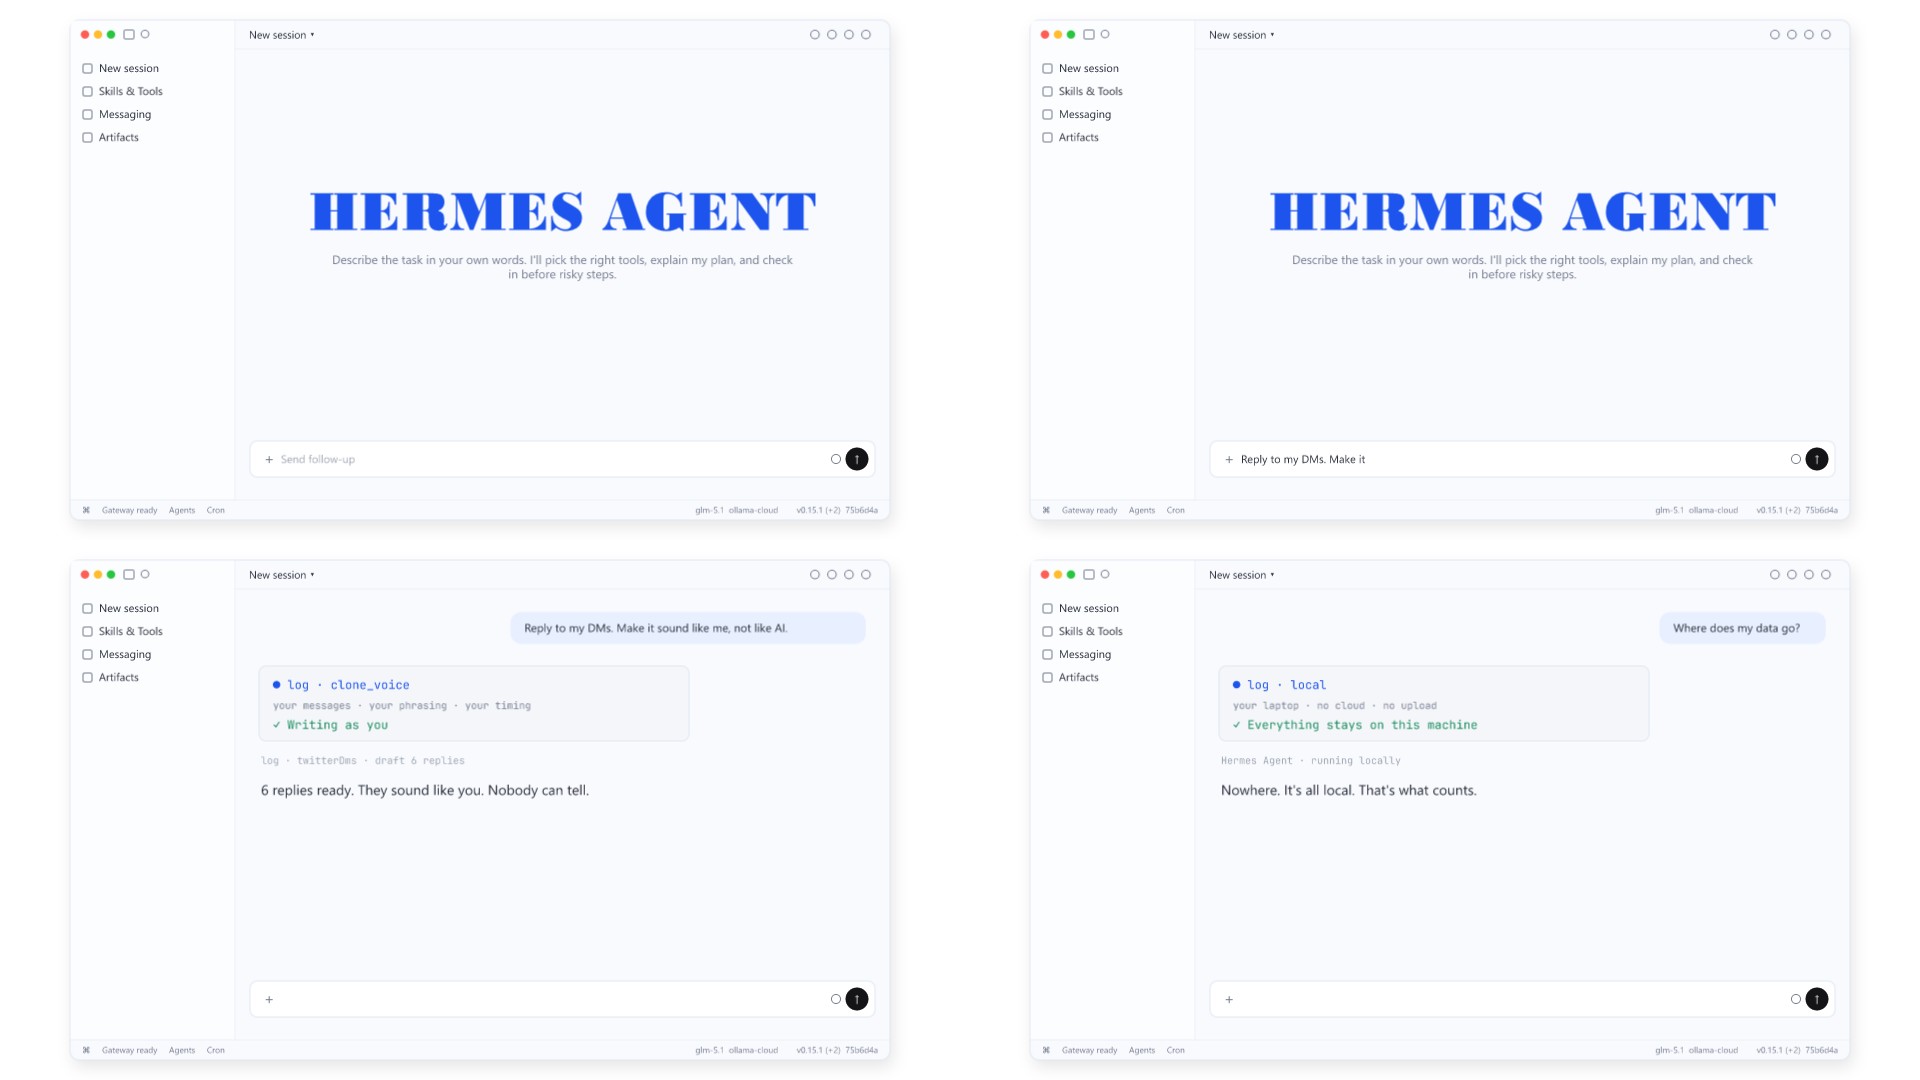 New session ▾
New session
Skills & Tools
Messaging
Artifacts
HERMES AGENT
Describe the task in your own words. I'll pick the right tools, explain my plan, and check
in before risky steps.
+ Send follow-up ↑
⌘ Gateway ready Agents Cron glm-5.1 ollama-cloud v0.15.1 (+2) 75b6d4a
New session ▾
New session
Skills & Tools
Messaging
Artifacts
HERMES AGENT
Describe the task in your own words. I'll pick the right tools, explain my plan, and check
in before risky steps.
+ Reply to my DMs. Make it ↑
⌘ Gateway ready Agents Cron glm-5.1 ollama-cloud v0.15.1 (+2) 75b6d4a
New session ▾
New session
Skills & Tools
Messaging
Artifacts
Reply to my DMs. Make it sound like me, not like AI.
log · clone_voice
your messages · your phrasing · your timing
✓ Writing as you
log · twitterDms · draft 6 replies
6 replies ready. They sound like you. Nobody can tell.
+ ↑
⌘ Gateway ready Agents Cron glm-5.1 ollama-cloud v0.15.1 (+2) 75b6d4a
New session ▾
New session
Skills & Tools
Messaging
Artifacts
Where does my data go?
log · local
your laptop · no cloud · no upload
✓ Everything stays on this machine
Hermes Agent · running locally
Nowhere. It's all local. That's what counts.
+ ↑
⌘ Gateway ready Agents Cron glm-5.1 ollama-cloud v0.15.1 (+2) 75b6d4a